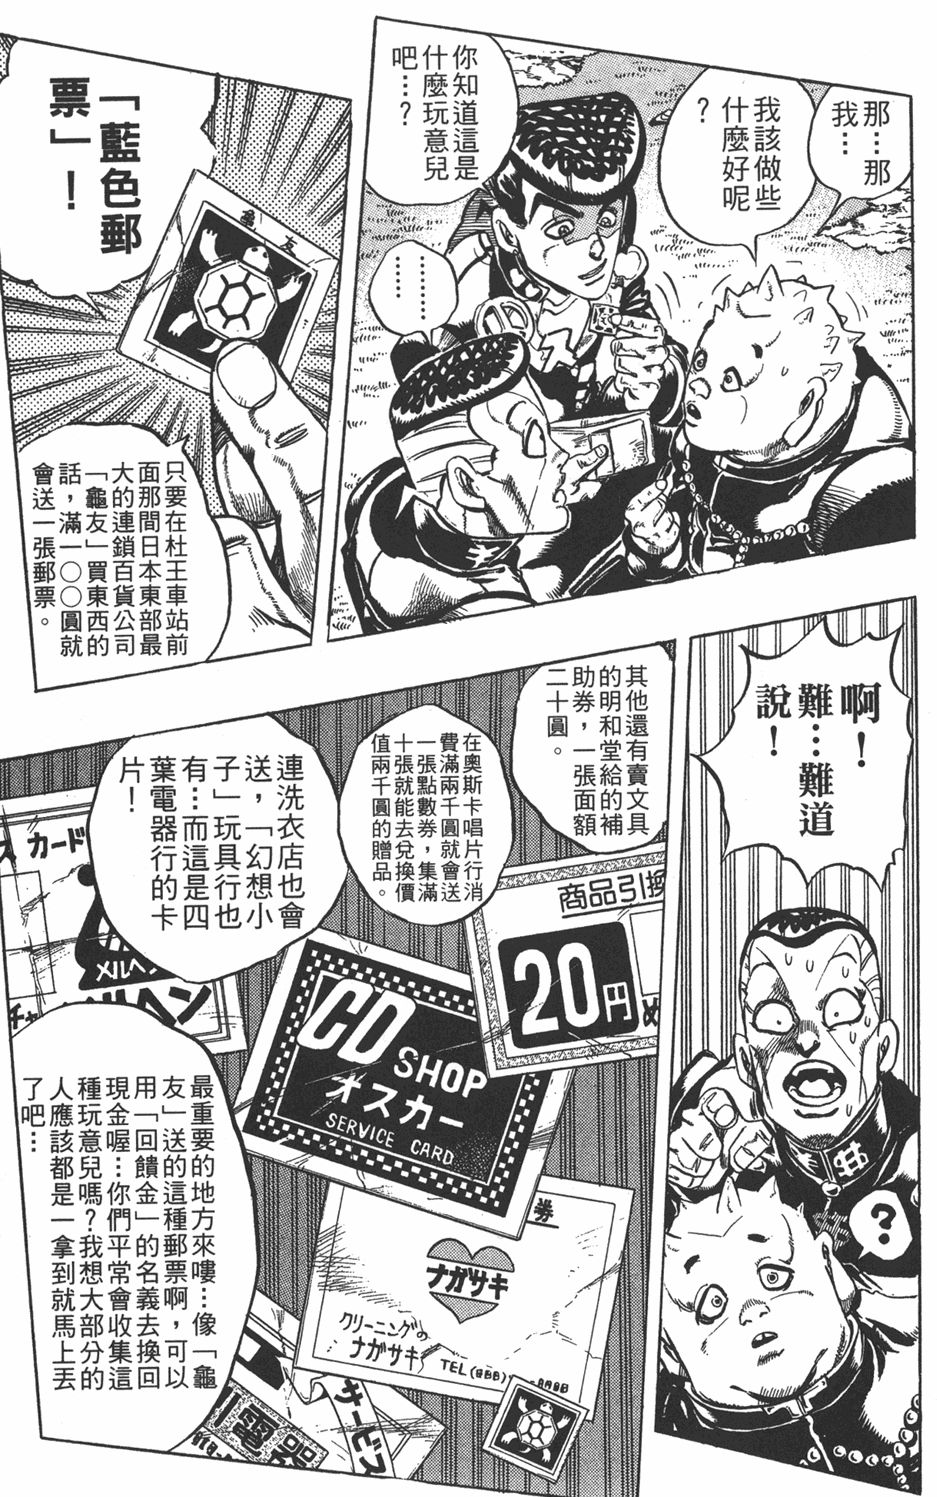 那…那
我…
我該做些
什麼好呢
？
你知道這是
什麼玩意兒
吧…？
………
………
「藍色郵
票」！
龜友
只要在杜王車站前
面那間日本東部最
大的連鎖百貨公司
「龜友」買東西的
話，滿一〇〇圓就
會送一張郵票。
啊！
難…難道
說！
？
其他還有賣文具
的明和堂給的補
助券，一張面額
二十圓。
在奧斯卡唱片行消
費滿兩千圓就會送
一張點數券，集滿
十張就能去兌換價
值兩千圓的贈品。
連洗衣店也會
送，「幻想小
子」玩具行也
有…而這是四
葉電器行的卡
片！
商品引換
20円
スカード
メルヘン
CD
SHOP
オスカー
SERVICE
CARD
券
ナガサキ
クリーニングの
ナガサキ
TEL
サービス
最重要的地方來嘍…像「龜
友」送的這種郵票啊，可以
用「回饋金」的名義去換回
現金喔…你們平常會收集這
種玩意兒嗎？我想大部分的
人應該都是一拿到就馬上去
了吧…